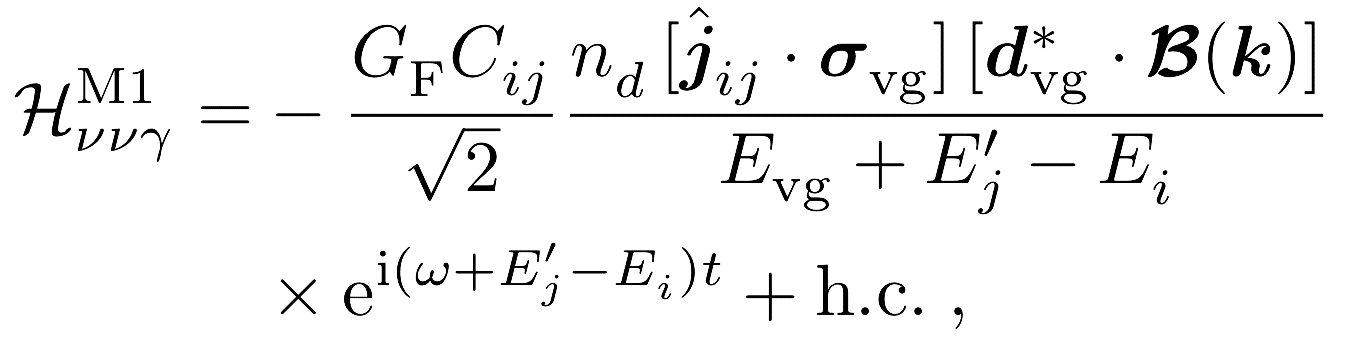 \mathcal{H}^{\mathrm{M1}}_{\nu\nu\gamma} = - \frac{G_{\mathrm{F}} C_{ij}}{\sqrt{2}} \frac{n_d \, [\hat{\boldsymbol{j}}_{ij} \cdot \boldsymbol{\sigma}_{\mathrm{vg}}] \, [\boldsymbol{d}^{*}_{\mathrm{vg}} \cdot \boldsymbol{\mathcal{B}}(\boldsymbol{k})]}{E_{\mathrm{vg}} + E'_j - E_i}
\times \mathrm{e}^{\mathrm{i}(\omega + E'_j - E_i)t} + \mathrm{h.c.} \, ,